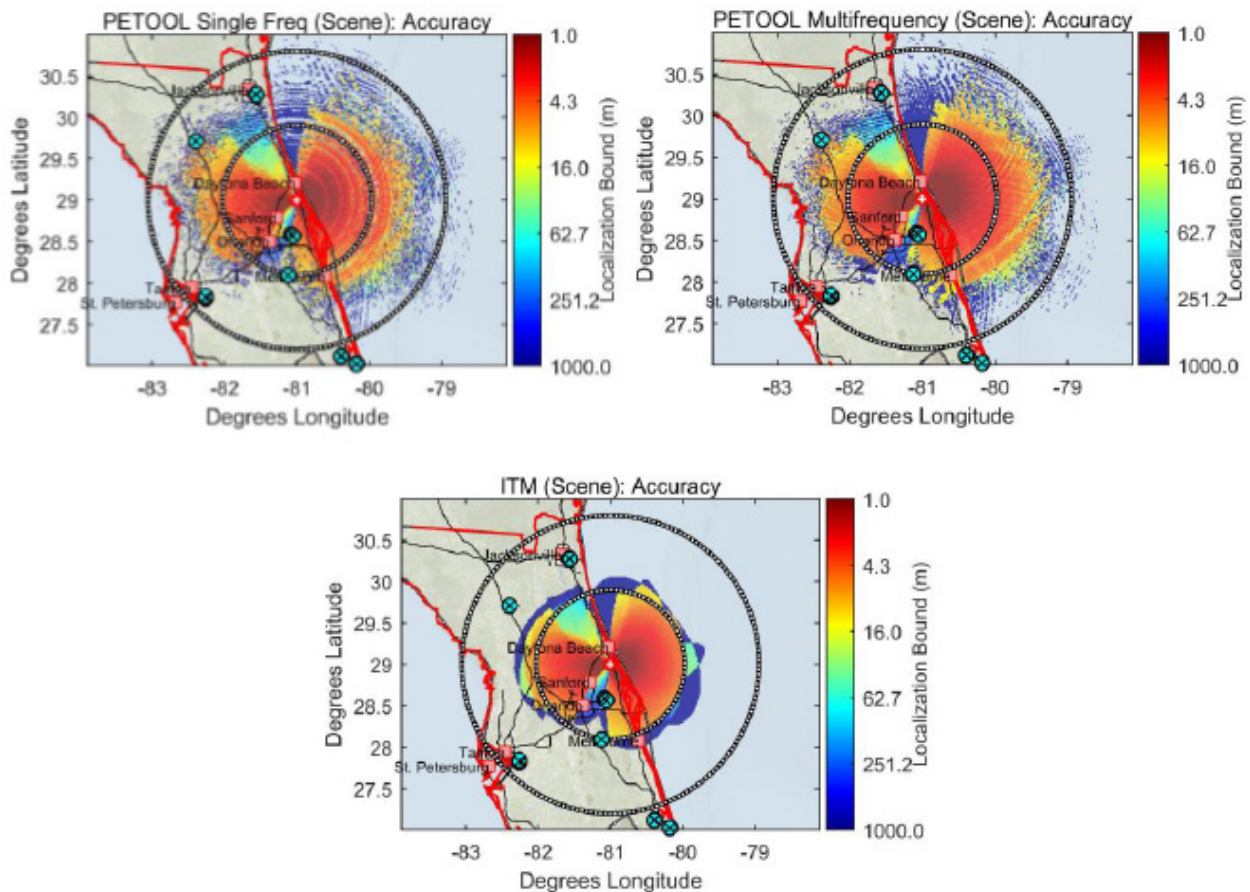 PETOOL Single Freq (Scene): Accuracy
Degrees Latitude
30.5
30
29.5
29
28.5
28
27.5
Jacksonville
Daytona Beach
Sanford
Orlando
St. Petersburg
-83
-82
-81
-80
-79
Degrees Longitude
1.0
4.3
16.0
62.7
251.2
1000.0
Localization Bound (m)
PETOOL Multifrequency (Scene): Accuracy
Degrees Latitude
30.5
30
29.5
29
28.5
28
27.5
Jacksonville
Daytona Beach
Sanford
Orlando
St. Petersburg
-83
-82
-81
-80
-79
Degrees Longitude
1.0
4.3
16.0
62.7
251.2
1000.0
Localization Bound (m)
ITM (Scene): Accuracy
Degrees Latitude
30.5
30
29.5
29
28.5
28
27.5
Jacksonville
Daytona Beach
Sanford
Orlando
St. Petersburg
-83
-82
-81
-80
-79
Degrees Longitude
1.0
4.3
16.0
62.7
251.2
1000.0
Localization Bound (m)